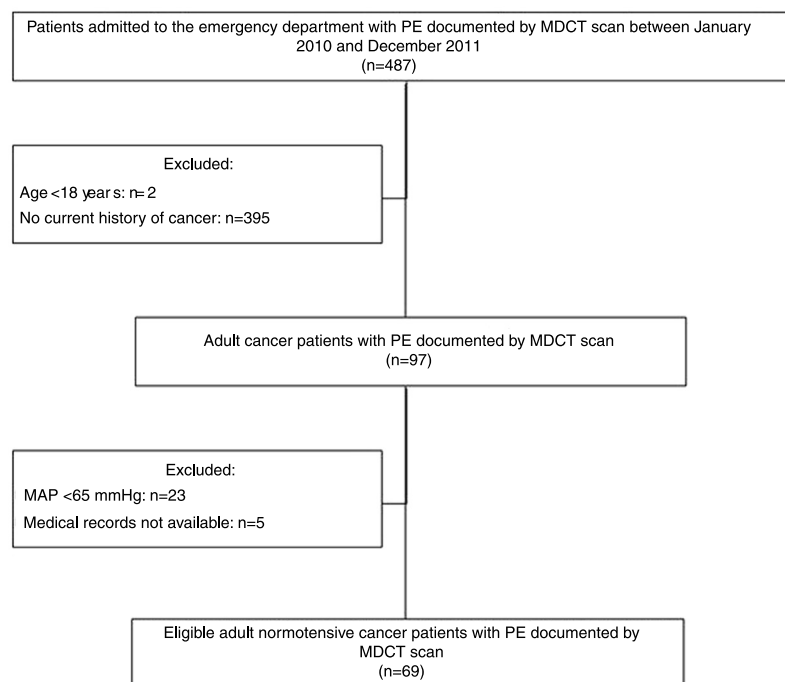 Patients admitted to the emergency department with PE documented by MDCT scan between January
2010 and December 2011
(n=487)
Excluded:
Age <18 years: n=2
No current history of cancer: n=395
Adult cancer patients with PE documented by MDCT scan
(n=97)
Excluded:
MAP <65 mmHg: n=23
Medical records not available: n=5
Eligible adult normotensive cancer patients with PE documented by
MDCT scan
(n=69)